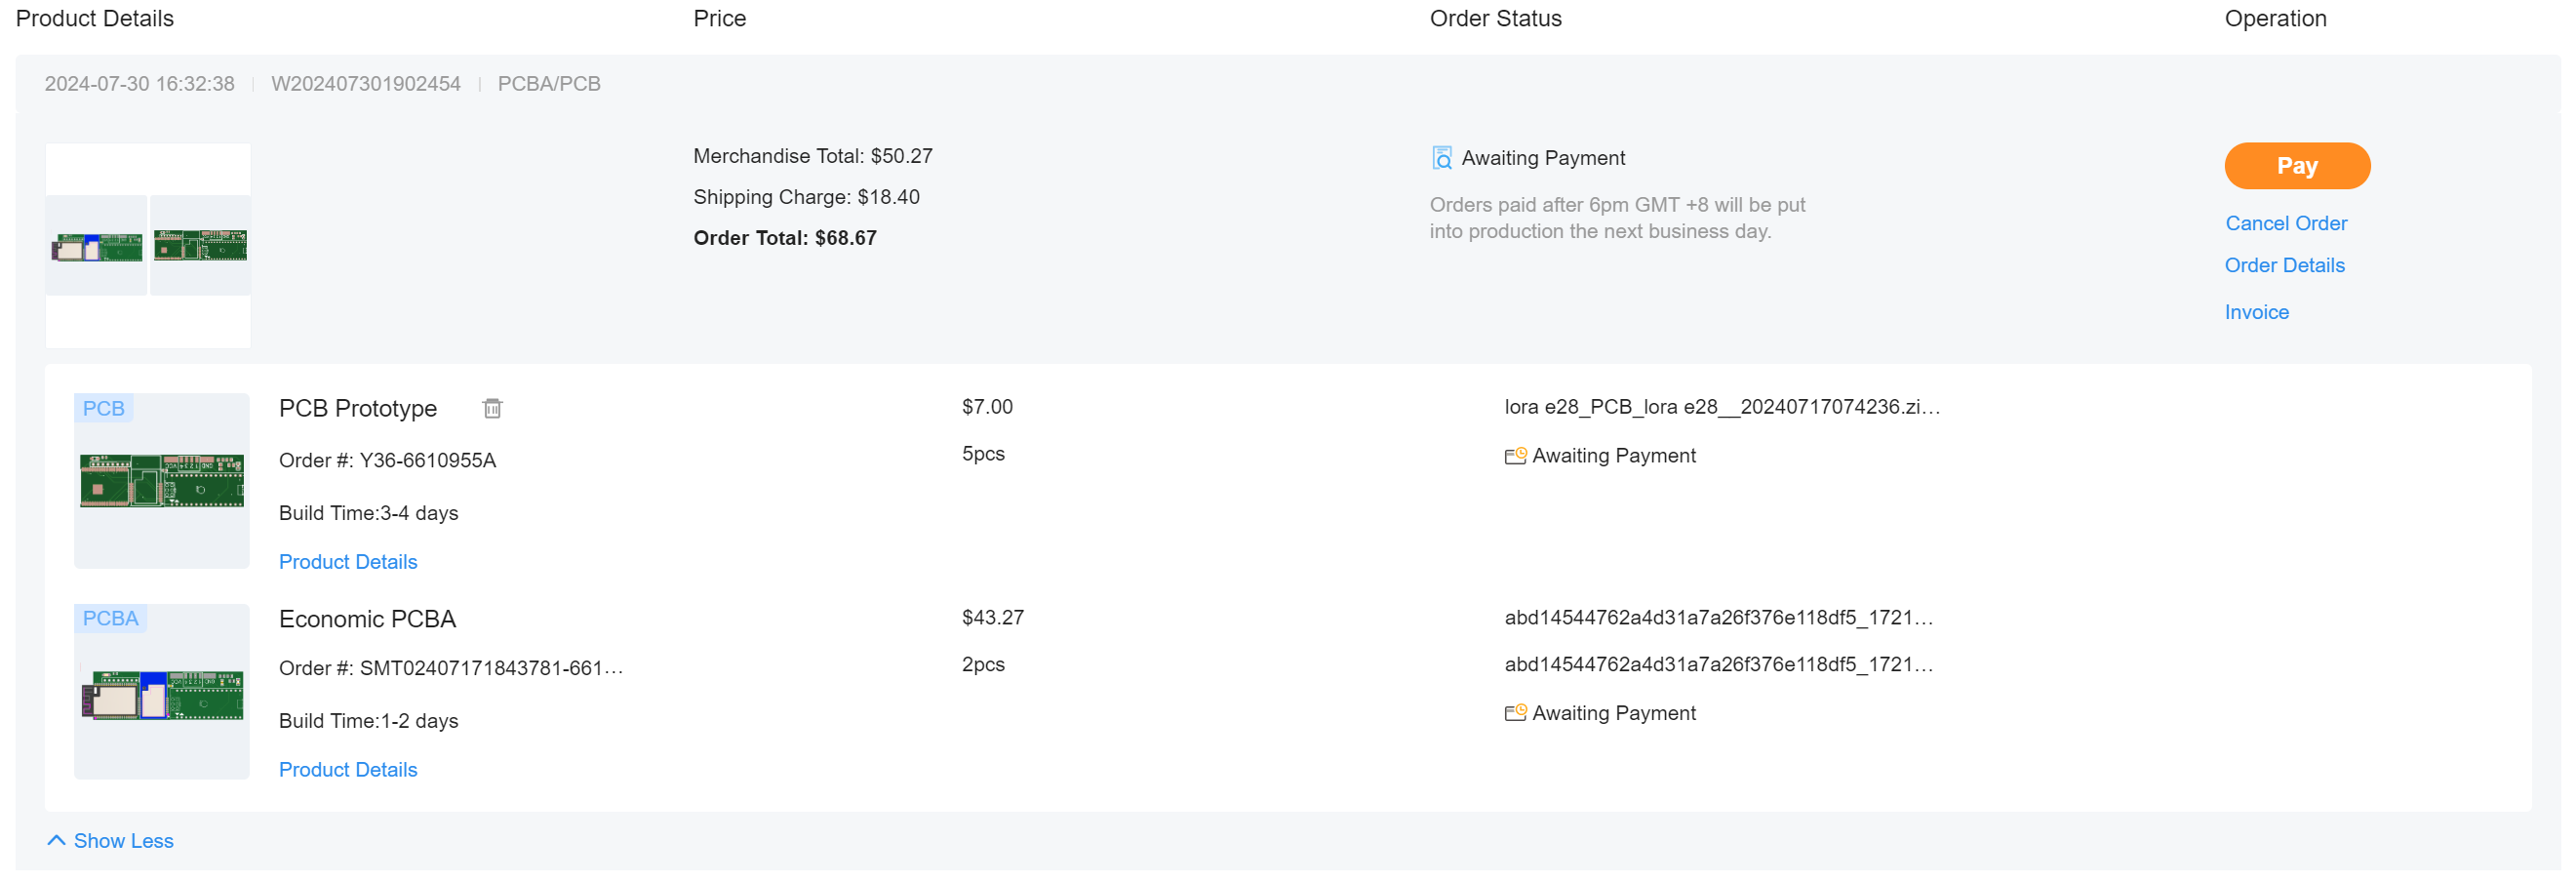 Product Details
Price
Order Status
Operation
2024-07-30 16:32:38
W202407301902454
PCBA/PCB
Merchandise Total: $50.27
Shipping Charge: $18.40
Order Total: $68.67
Awaiting Payment
Orders paid after 6pm GMT +8 will be put
into production the next business day.
Pay
Cancel Order
Order Details
Invoice
PCB
PCB Prototype
Order #: Y36-6610955A
Build Time:3-4 days
Product Details
$7.00
5pcs
lora e28_PCB_lora e28__20240717074236.zi...
Awaiting Payment
PCBA
Economic PCBA
Order #: SMT02407171843781-661...
Build Time:1-2 days
Product Details
$43.27
2pcs
abd14544762a4d31a7a26f376e118df5_1721...
abd14544762a4d31a7a26f376e118df5_1721...
Awaiting Payment
Show Less